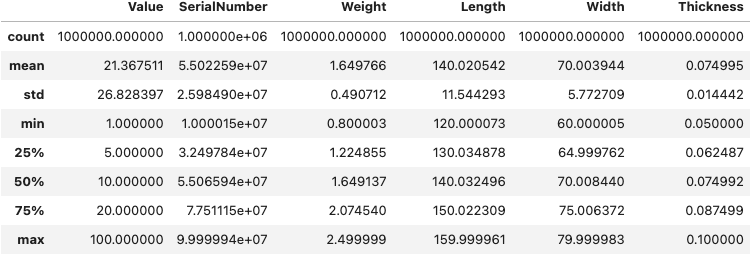 Value SerialNumber Weight Length Width Thickness
count 1000000.000000 1.000000e+06 1000000.000000 1000000.000000 1000000.000000 1000000.000000
mean 21.367511 5.502259e+07 1.649766 140.020542 70.003944 0.074995
std 26.828397 2.598490e+07 0.490712 11.544293 5.772709 0.014442
min 1.000000 1.000015e+07 0.800003 120.000073 60.000005 0.050000
25% 5.000000 3.249784e+07 1.224855 130.034878 64.999762 0.062487
50% 10.000000 5.506594e+07 1.649137 140.032496 70.008440 0.074992
75% 20.000000 7.751115e+07 2.074540 150.022309 75.006372 0.087499
max 100.000000 9.999994e+07 2.499999 159.999961 79.999983 0.100000